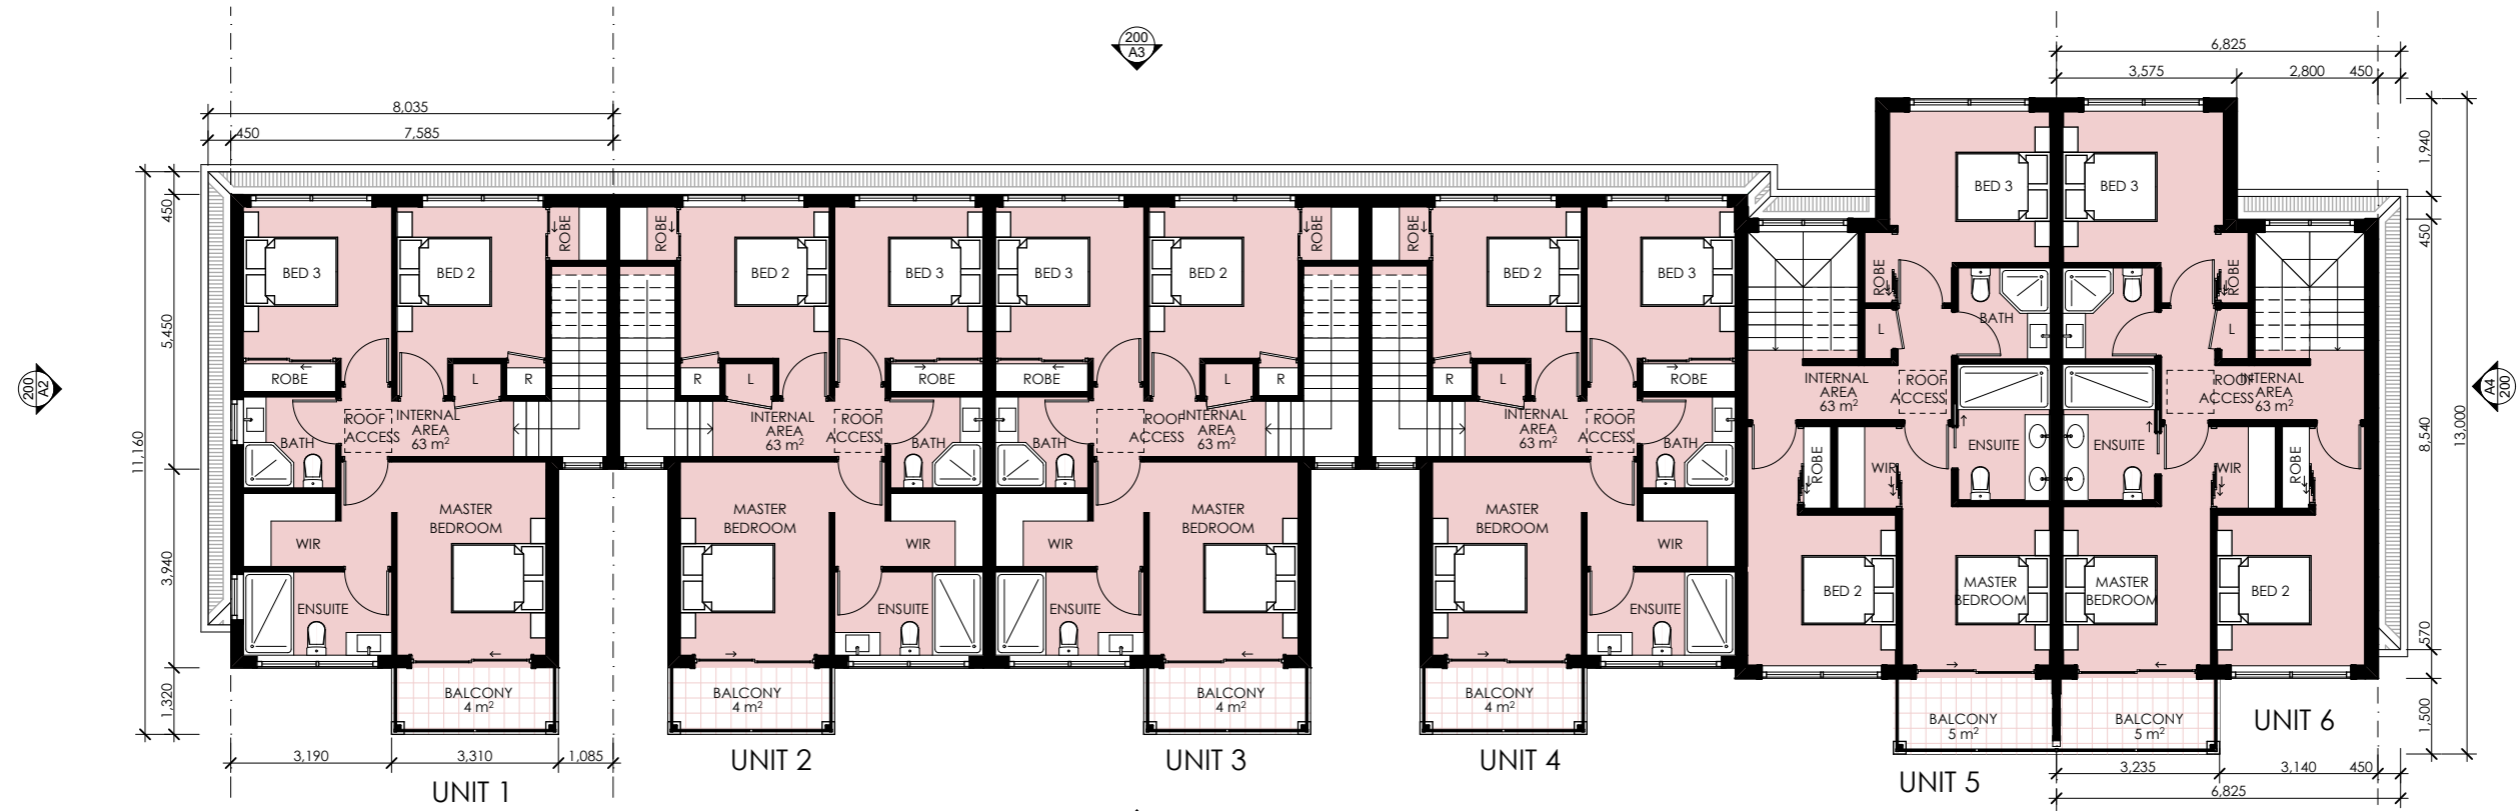 200
A3
6,825
3,575
2,800
450
8,035
450
7,585
11,160
450
5,450
3,940
1,320
1,940
450
8,540
570
1,500
13,000
200
A2
A4
200
BED 3
BED 2
ROBE
ROBE
BED 2
BED 3
BED 3
BED 2
ROBE
ROBE
BED 2
BED 3
BED 3
BED 3
ROBE
ROBE
BATH
L
L
ROBE
L
R
R
L
ROBE
ROBE
L
R
R
L
ROBE
BATH
ROOF
ACCESS
INTERNAL
AREA
63 m²
INTERNAL
AREA
63 m²
ROOF
ACCESS
BATH
BATH
ROOF
ACCESS
INTERNAL
AREA
63 m²
INTERNAL
AREA
63 m²
ROOF
ACCESS
BATH
INTERNAL
AREA
63 m²
ROOF
ACCESS
ROOF
ACCESS
INTERNAL
AREA
63 m²
ROBE
WIR
ENSUITE
ENSUITE
WIR
ROBE
MASTER
BEDROOM
MASTER
BEDROOM
MASTER
BEDROOM
MASTER
BEDROOM
WIR
WIR
WIR
WIR
ENSUITE
ENSUITE
ENSUITE
ENSUITE
BED 2
MASTER
BEDROOM
MASTER
BEDROOM
BED 2
BALCONY
4 m²
BALCONY
4 m²
BALCONY
4 m²
BALCONY
4 m²
BALCONY
5 m²
BALCONY
5 m²
3,190
3,310
1,085
UNIT 1
UNIT 2
UNIT 3
UNIT 4
UNIT 5
UNIT 6
3,235
3,140
450
6,825